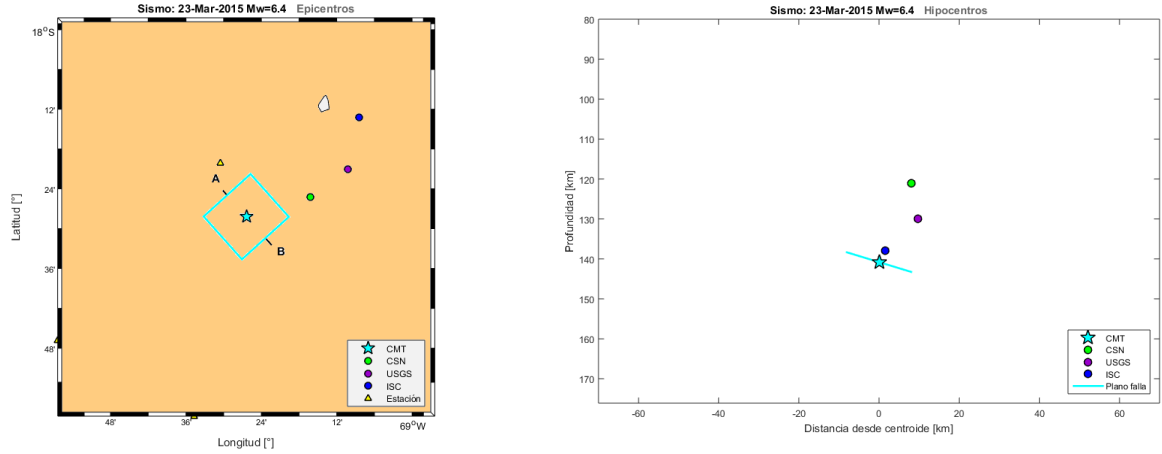 Sismo: 23-Mar-2015 Mw=6.4 Epicentros
18°S
12'
24'
36'
48'
Latitud [°]
A
B
CMT
CSN
USGS
ISC
Estación
48'
36'
24'
12'
69°W
Longitud [°]
Sismo: 23-Mar-2015 Mw=6.4 Hipocentros
80
90
100
110
120
130
140
150
160
170
Profundidad [km]
CMT
CSN
USGS
ISC
Plano falla
-60
-40
-20
0
20
40
60
Distancia desde centroide [km]